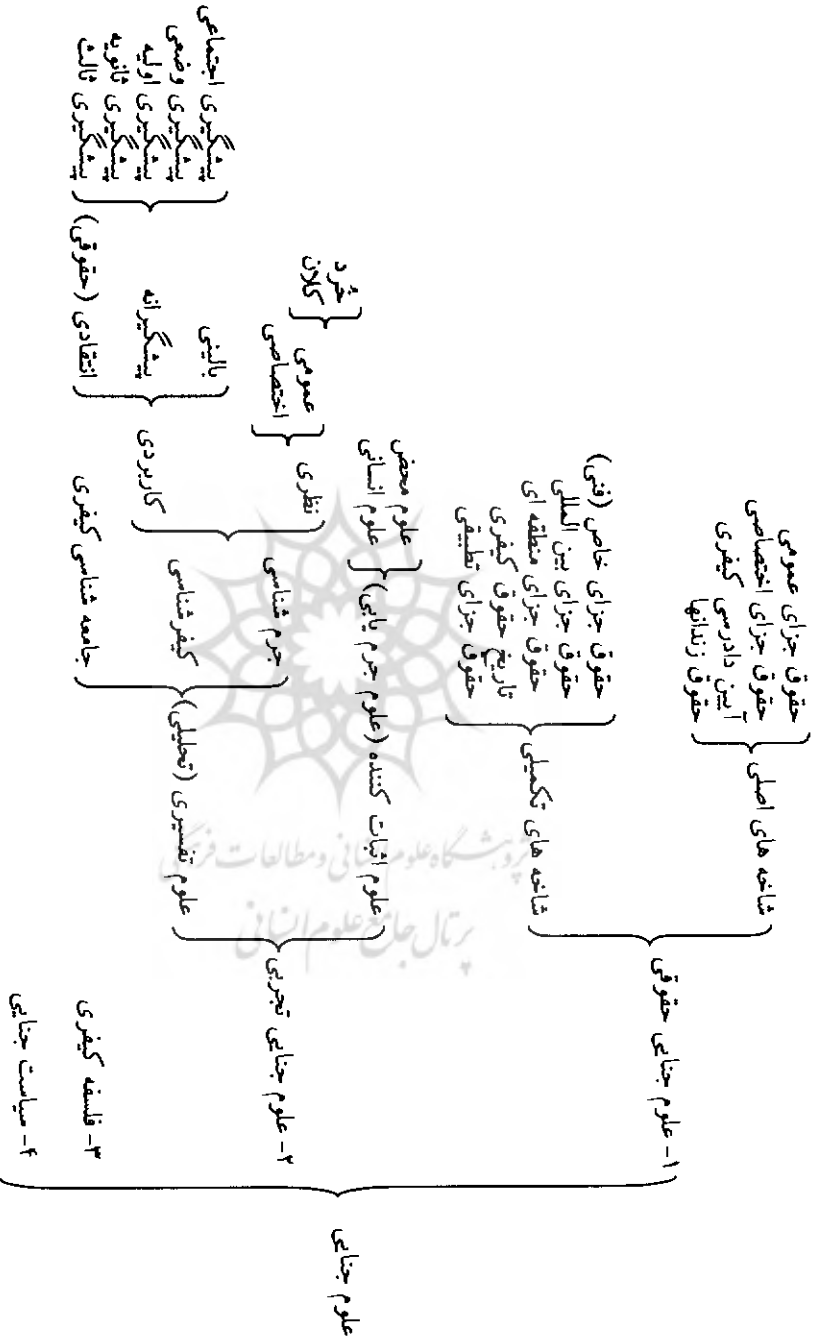 علوم جنایی
۱- علوم جنایی حقوقی
شاخه های اصلی
حقوق جزای عمومی
حقوق جزای اختصاصی
آیین دادرسی کیفری
حقوق زندانها
شاخه های تکمیلی
حقوق جزای خاص (فنی)
حقوق جزای بین المللی
حقوق جزای منطقه ای
تاریخ حقوق کیفری
حقوق جزای تطبیقی
۲- علوم جنایی تجربی
علوم اثبات کننده (علوم جرم یابی)
علوم محض
علوم انسانی
علوم تفسیری (تحلیلی)
جرم شناسی
نظری
عمومی
اختصاصی
خُرد
کلان
کاربردی
بالینی
پیشگیرانه
انتقادی (حقوقی)
پیشگیری اجتماعی
پیشگیری وضعی
پیشگیری اولیه
پیشگیری ثانویه
پیشگیری ثالث
کیفر شناسی
جامعه شناسی کیفری
۳- فلسفه کیفری
۴- سیاست جنایی
پژوهشگاه علوم انسانی و مطالعات فرهنگی
پرتال جامع علوم انسانی